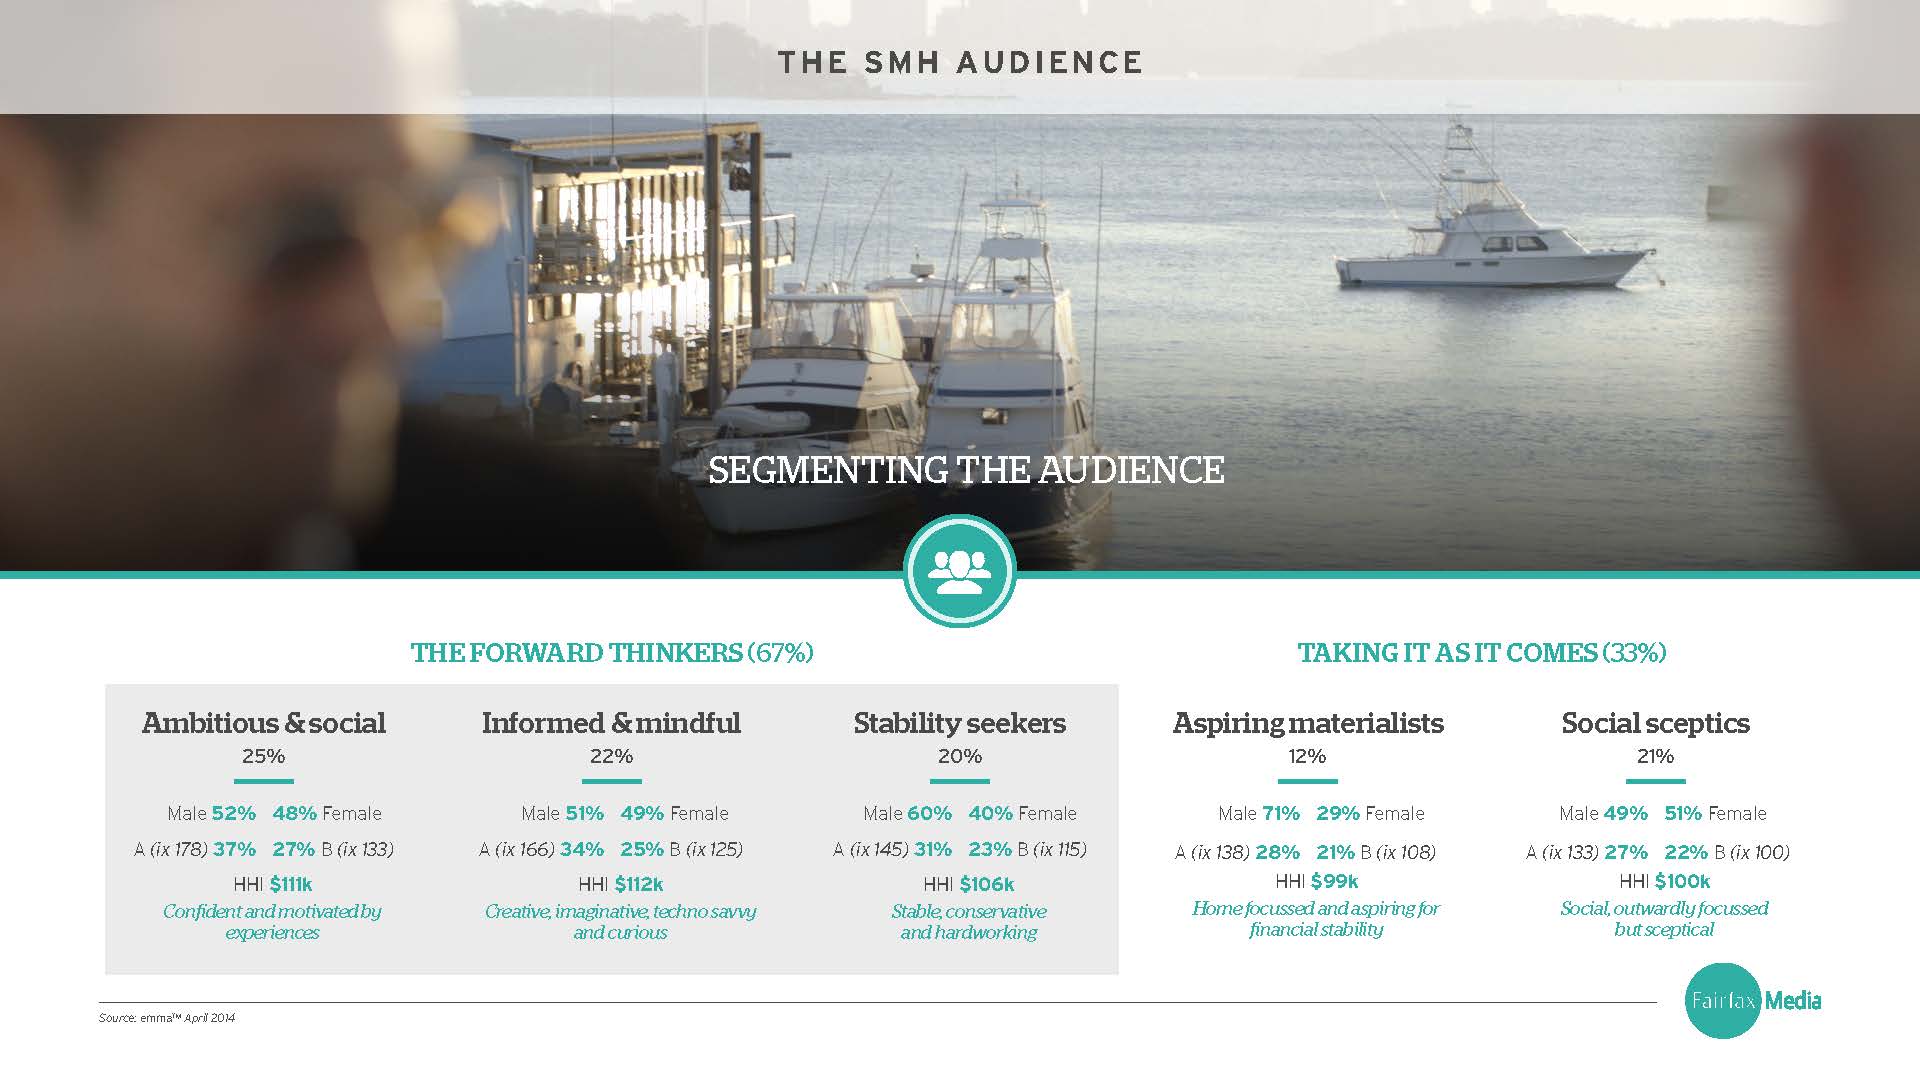 THE SMH AUDIENCE
SEGMENTING THE AUDIENCE
THE FORWARD THINKERS (67%)
Ambitious & social
25%
Male 52% 48% Female
A (ix 178) 37% 27% B (ix 133)
HHI $111k
Confident and motivated by
experiences
Informed & mindful
22%
Male 51% 49% Female
A (ix 166) 34% 25% B (ix 125)
HHI $112k
Creative, imaginative, techno savvy
and curious
Stability seekers
20%
Male 60% 40% Female
A (ix 145) 31% 23% B (ix 115)
HHI $106k
Stable, conservative
and hardworking
TAKING IT AS IT COMES (33%)
Aspiring materialists
12%
Male 71% 29% Female
A (ix 138) 28% 21% B (ix 108)
HHI $99k
Home focussed and aspiring for
financial stability
Social sceptics
21%
Male 49% 51% Female
A (ix 133) 27% 22% B (ix 100)
HHI $100k
Social, outwardly focussed
but sceptical
Source: emma™ April 2014
Fairfax Media